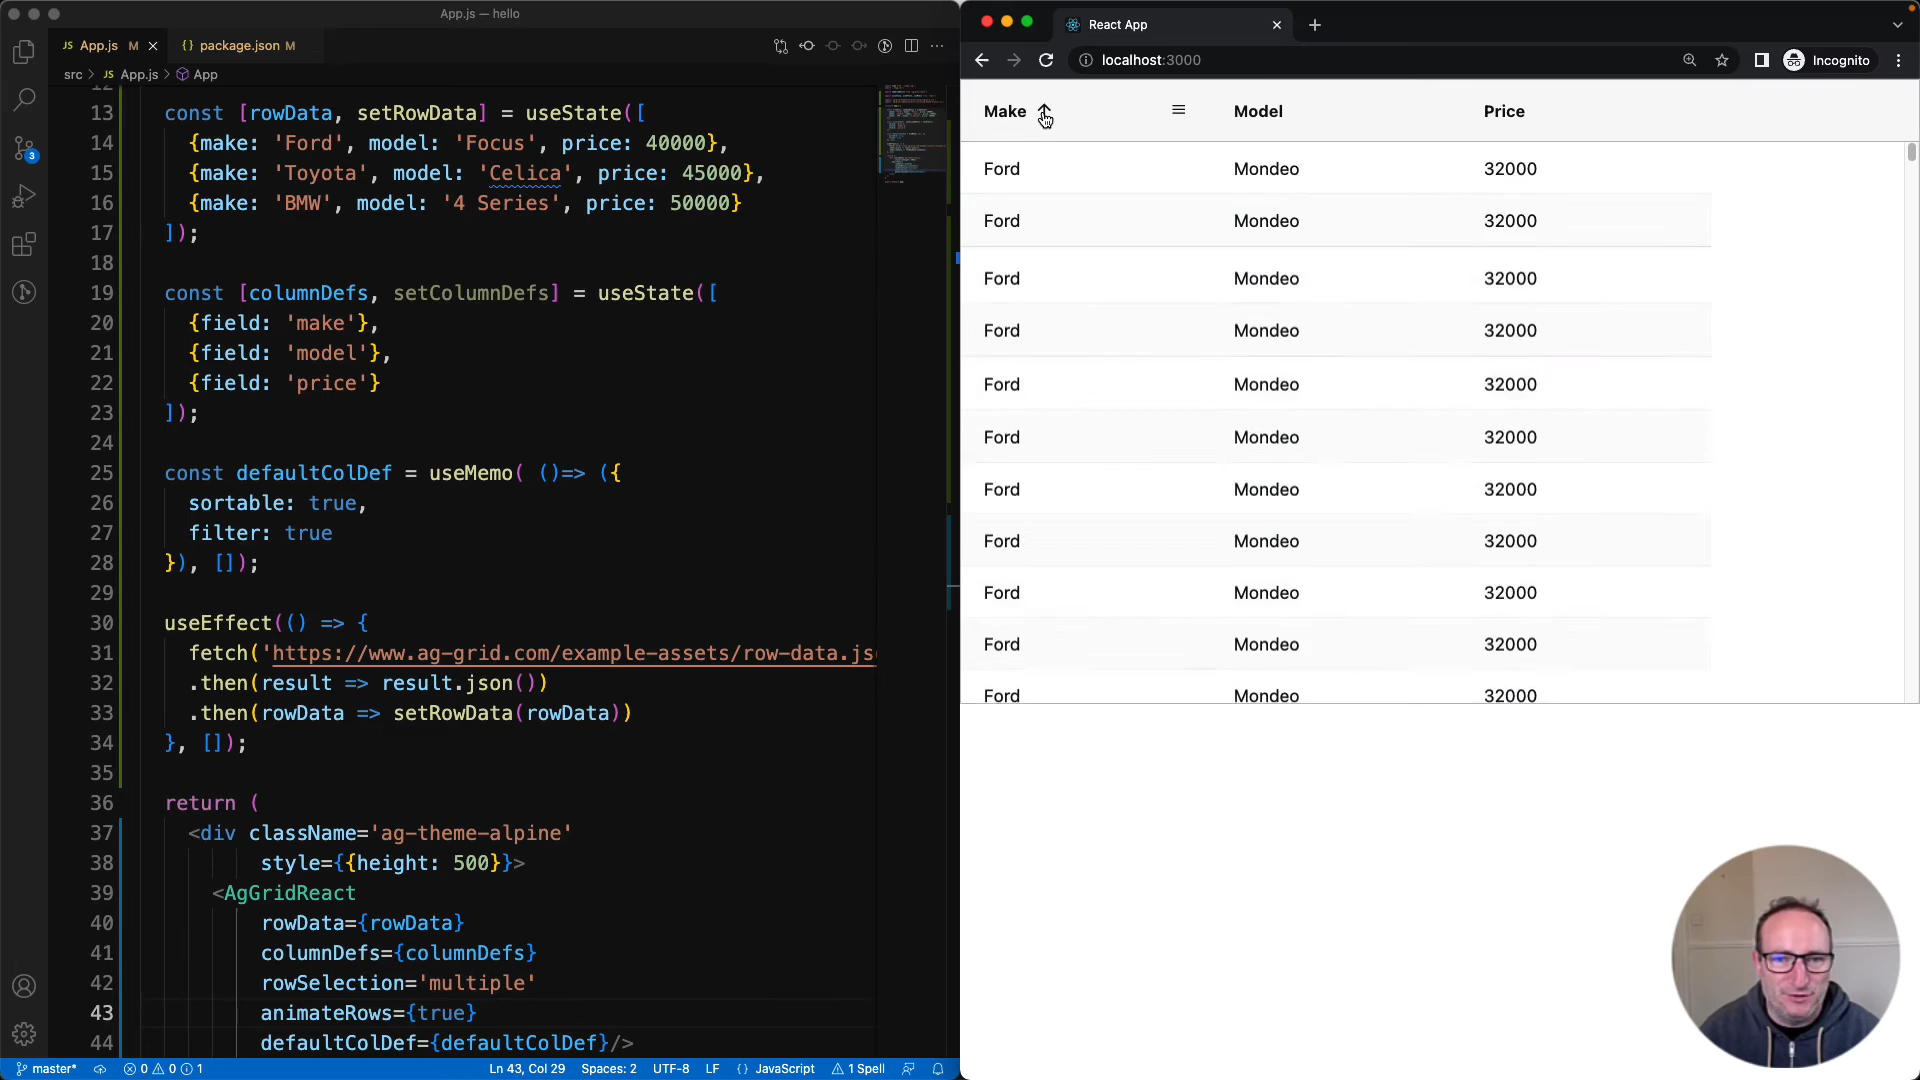 App.js — hello
JS App.js M
{} package.json M
src > JS App.js > App
12
13 const [rowData, setRowData] = useState([
14 {make: 'Ford', model: 'Focus', price: 40000},
15 {make: 'Toyota', model: 'Celica', price: 45000},
16 {make: 'BMW', model: '4 Series', price: 50000}
17 ]);
18
19 const [columnDefs, setColumnDefs] = useState([
20 {field: 'make'},
21 {field: 'model'},
22 {field: 'price'}
23 ]);
24
25 const defaultColDef = useMemo( ()=> ({
26 sortable: true,
27 filter: true
28 }), []);
29
30 useEffect(() => {
31 fetch('https://www.ag-grid.com/example-assets/row-data.js
32 .then(result => result.json())
33 .then(rowData => setRowData(rowData))
34 }, []);
35
36 return (
37 <div className='ag-theme-alpine'
38 style={{height: 500}}>
39 <AgGridReact
40 rowData={rowData}
41 columnDefs={columnDefs}
42 rowSelection='multiple'
43 animateRows={true}
44 defaultColDef={defaultColDef}/>
3
master* 0 0 1 Ln 43, Col 29 Spaces: 2 UTF-8 LF {} JavaScript 1 Spell
React App
localhost:3000
Incognito
Make Model Price
Ford Mondeo 32000
Ford Mondeo 32000
Ford Mondeo 32000
Ford Mondeo 32000
Ford Mondeo 32000
Ford Mondeo 32000
Ford Mondeo 32000
Ford Mondeo 32000
Ford Mondeo 32000
Ford Mondeo 32000
Ford Mondeo 32000